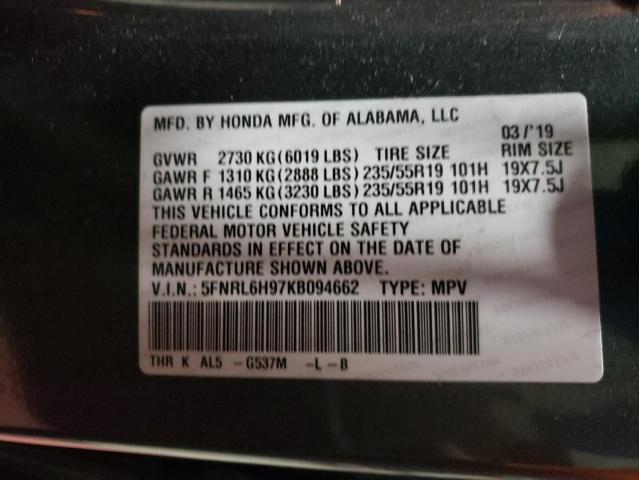 MFD. BY HONDA MFG. OF ALABAMA, LLC
03/'19
GVWR 2730 KG(6019 LBS) TIRE SIZE RIM SIZE
GAWR F 1310 KG(2888 LBS)235/55R19 101H 19X7.5J
GAWR R 1465 KG(3230 LBS)235/55R19 101H 19X7.5J
THIS VEHICLE CONFORMS TO ALL APPLICABLE
FEDERAL MOTOR VEHICLE SAFETY
STANDARDS IN EFFECT ON THE DATE OF
MANUFACTURE SHOWN ABOVE.
V.I.N.: 5FNRL6H97KB094662 TYPE: MPV
THR K AL5 -G537M -L-B